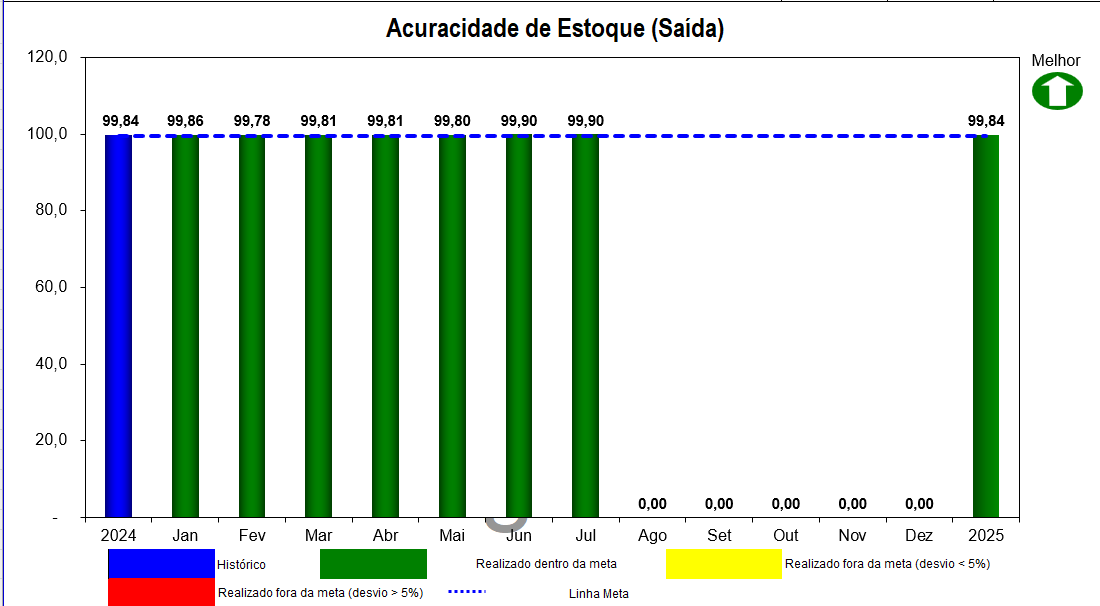 Acuracidade de Estoque (Saída)
Melhor
120,0
100,0
80,0
60,0
40,0
20,0
-
99,84 99,86 99,78 99,81 99,81 99,80 99,90 99,90 99,84
0,00 0,00 0,00 0,00 0,00
2024 Jan Fev Mar Abr Mai Jun Jul Ago Set Out Nov Dez 2025
Histórico Realizado dentro da meta Realizado fora da meta (desvio < 5%)
Realizado fora da meta (desvio > 5%) Linha Meta